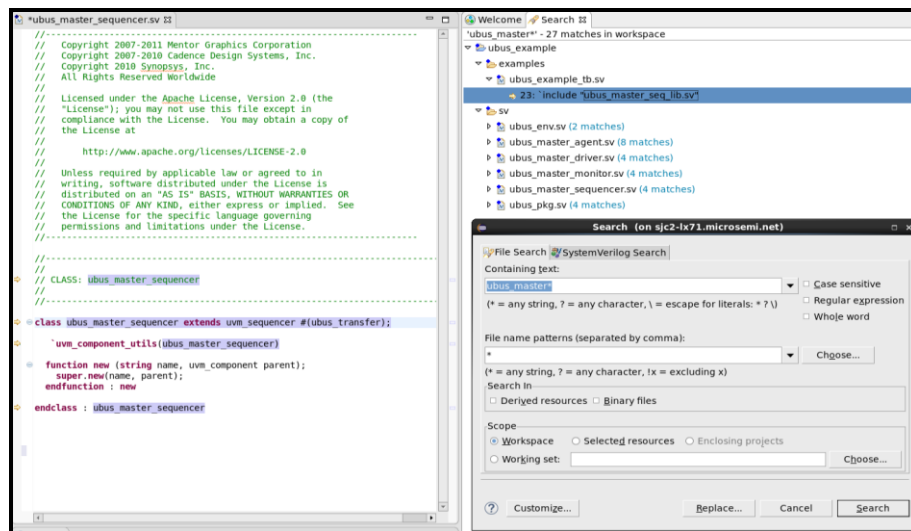 *ubus_master_sequencer.sv
//----------------------------------------------------------------------
//   Copyright 2007-2011 Mentor Graphics Corporation
//   Copyright 2007-2010 Cadence Design Systems, Inc.
//   Copyright 2010 Synopsys, Inc.
//   All Rights Reserved Worldwide
//
//   Licensed under the Apache License, Version 2.0 (the
//   "License"); you may not use this file except in
//   compliance with the License.  You may obtain a copy of
//   the License at
//
//       http://www.apache.org/licenses/LICENSE-2.0
//
//   Unless required by applicable law or agreed to in
//   writing, software distributed under the License is
//   distributed on an "AS IS" BASIS, WITHOUT WARRANTIES OR
//   CONDITIONS OF ANY KIND, either express or implied.  See
//   the License for the specific language governing
//   permissions and limitations under the License.
//----------------------------------------------------------------------
//----------------------------------------------------------------------
//
// CLASS: ubus_master_sequencer
//
//----------------------------------------------------------------------
class ubus_master_sequencer extends uvm_sequencer #(ubus_transfer);
`uvm_component_utils(ubus_master_sequencer)
function new (string name, uvm_component parent);
super.new(name, parent);
endfunction : new
endclass : ubus_master_sequencer
Welcome Search
'ubus_master*' - 27 matches in workspace
ubus_example
examples
ubus_example_tb.sv
23: `include "ubus_master_seq_lib.sv"
sv
ubus_env.sv (2 matches)
ubus_master_agent.sv (8 matches)
ubus_master_driver.sv (4 matches)
ubus_master_monitor.sv (4 matches)
ubus_master_sequencer.sv (4 matches)
ubus_pkg.sv (4 matches)
Search (on sjc2-lx71.microsemi.net)
File Search SystemVerilog Search
Containing text:
ubus_master*
Case sensitive
(* = any string, ? = any character, \ = escape for literals: * ? \)
Regular expression
Whole word
File name patterns (separated by comma):
*
Choose...
(* = any string, ? = any character, !x = excluding x)
Search In
Derived resources Binary files
Scope
Workspace Selected resources Enclosing projects
Working set:
Choose...
? Customize... Replace... Cancel Search